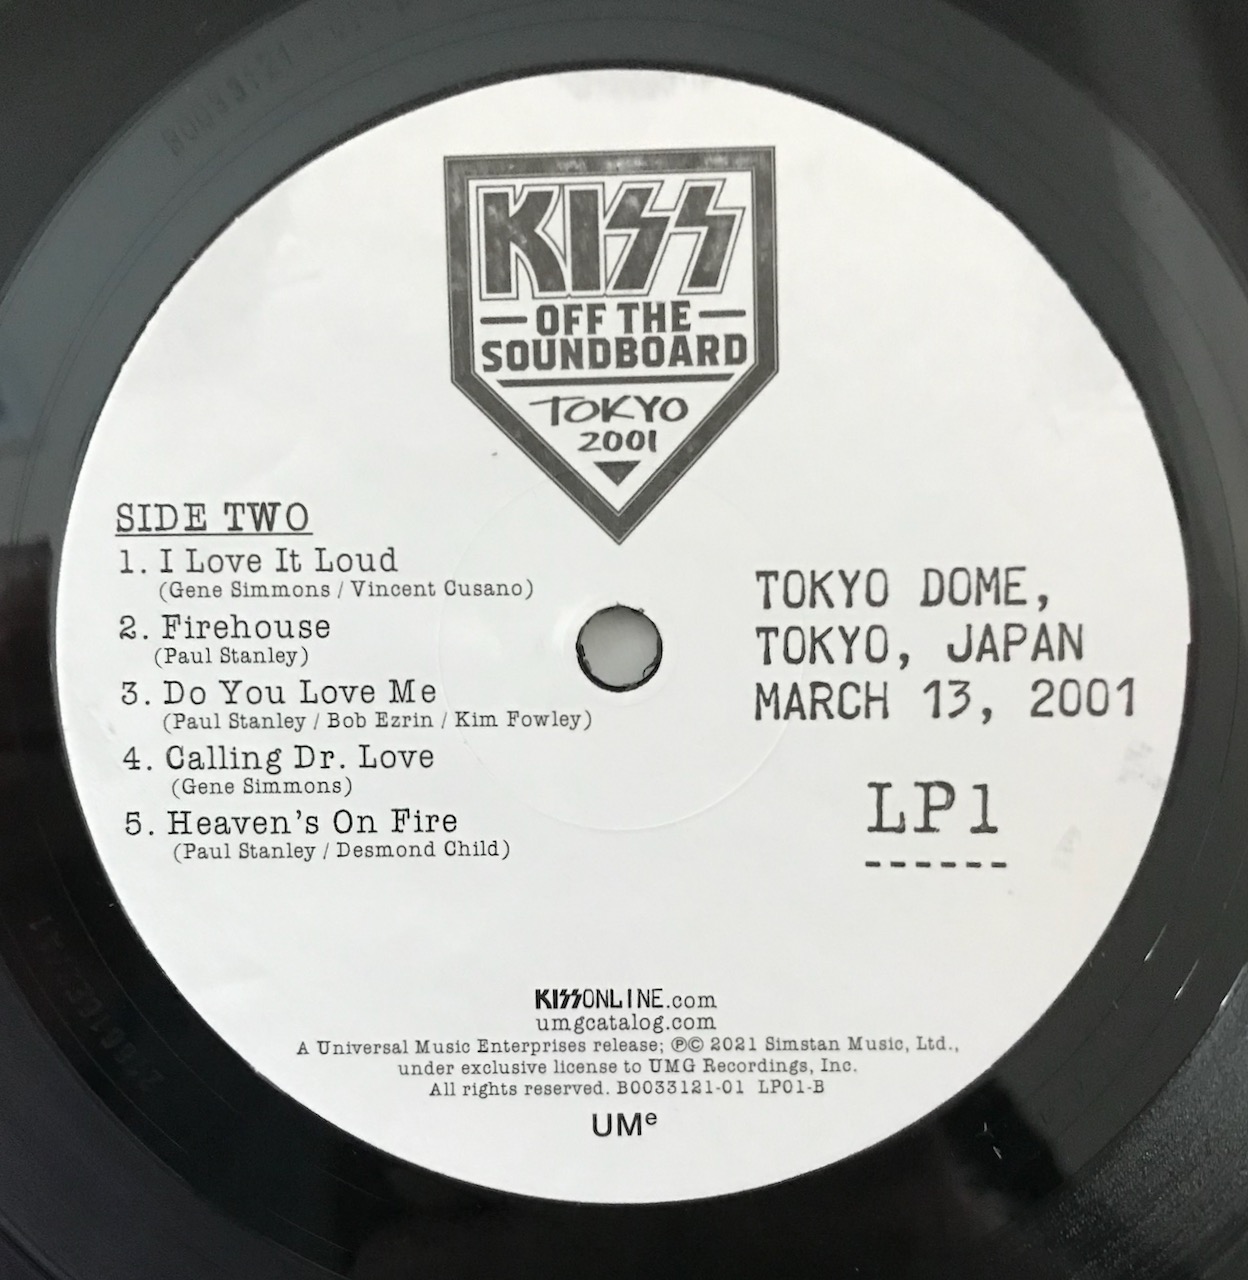 KISS
OFF THE
SOUNDBOARD
TOKYO
2001
SIDE TWO
1. I Love It Loud
(Gene Simmons / Vincent Cusano)
2. Firehouse
(Paul Stanley)
3. Do You Love Me
(Paul Stanley / Bob Ezrin / Kim Fowley)
4. Calling Dr. Love
(Gene Simmons)
5. Heaven's On Fire
(Paul Stanley / Desmond Child)
TOKYO DOME,
TOKYO, JAPAN
MARCH 13, 2001
LP1
------
KISSONLINE.com
umgcatalog.com
A Universal Music Enterprises release; ℗© 2021 Simstan Music, Ltd.,
under exclusive license to UMG Recordings, Inc.
All rights reserved. B0033121-01 LP01-B
UMe